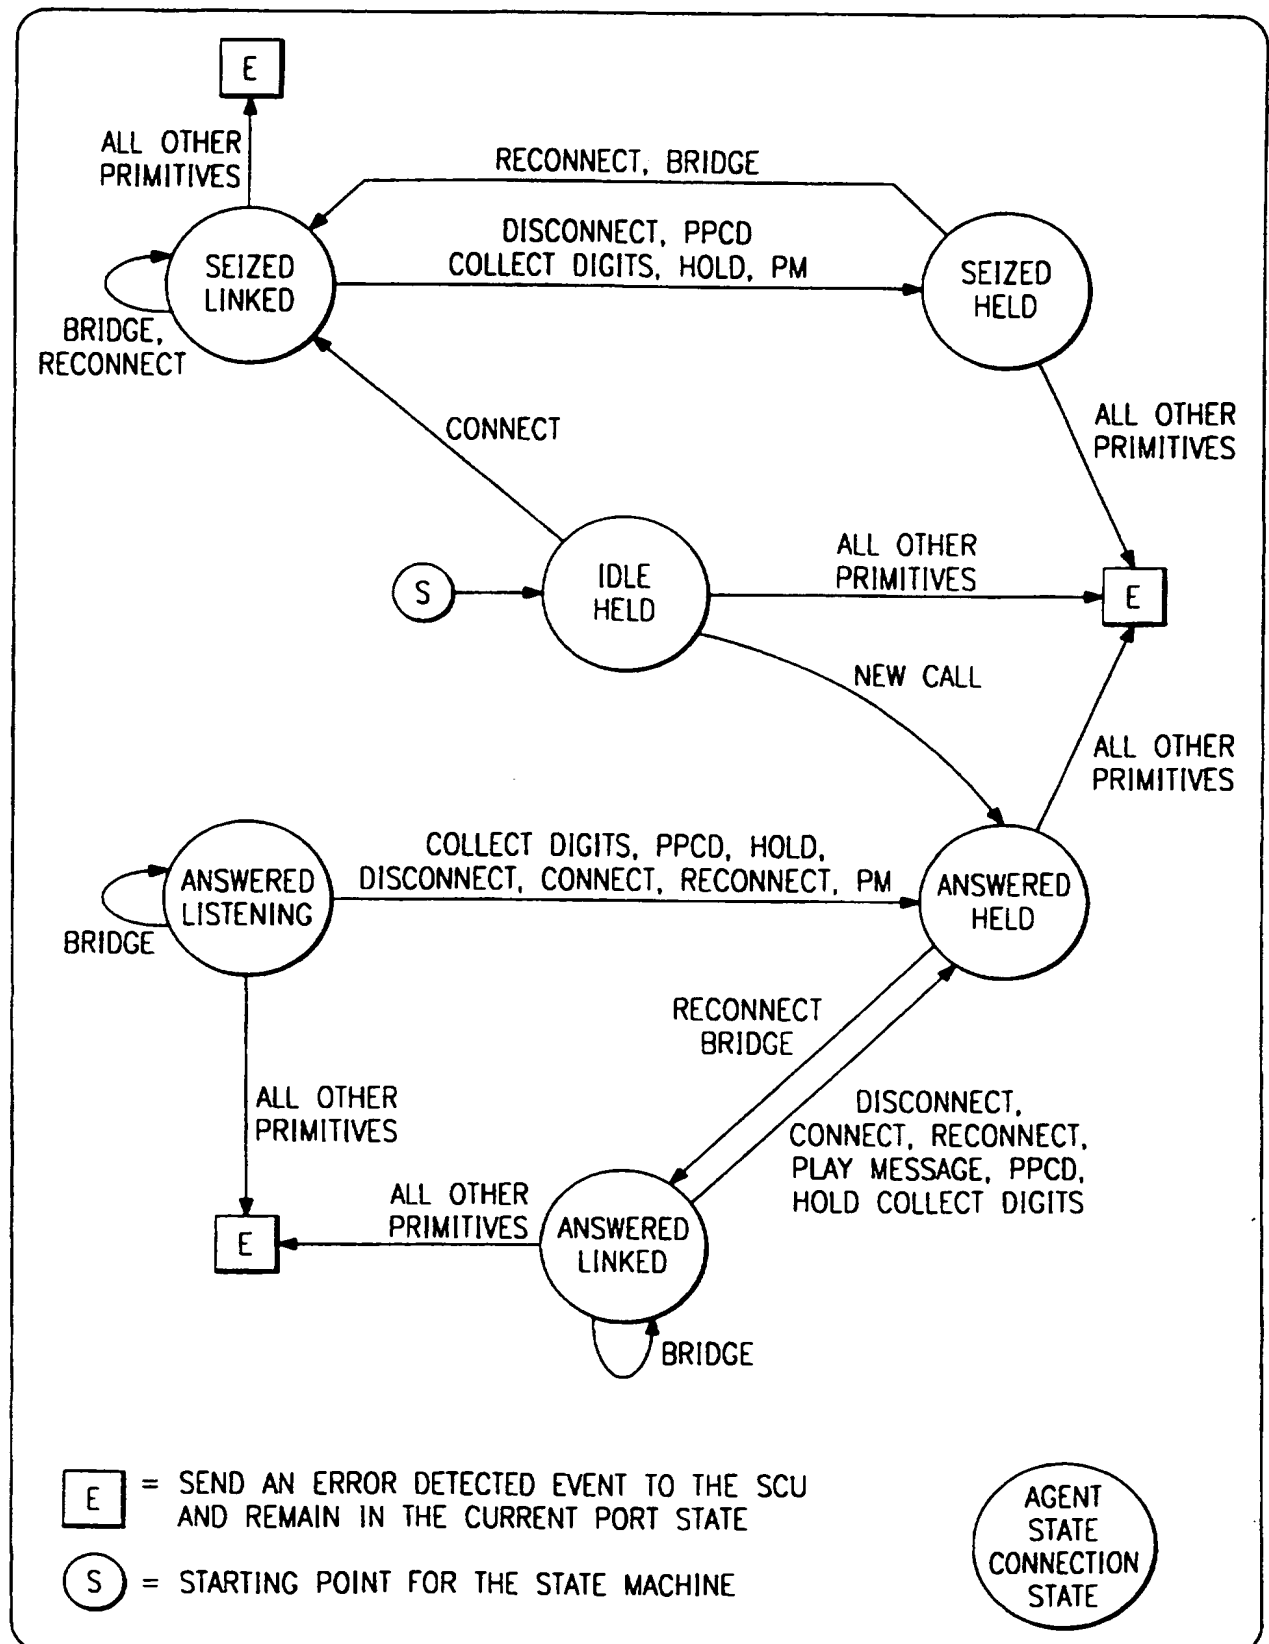 E
ALL OTHER
PRIMITIVES
RECONNECT, BRIDGE
DISCONNECT, PPCD
COLLECT DIGITS, HOLD, PM
SEIZED
LINKED
SEIZED
HELD
BRIDGE,
RECONNECT
CONNECT
ALL OTHER
PRIMITIVES
ALL OTHER
PRIMITIVES
S
IDLE
HELD
E
NEW CALL
ALL OTHER
PRIMITIVES
COLLECT DIGITS, PPCD, HOLD,
DISCONNECT, CONNECT, RECONNECT, PM
ANSWERED
LISTENING
ANSWERED
HELD
BRIDGE
RECONNECT
BRIDGE
ALL OTHER
PRIMITIVES
DISCONNECT,
CONNECT, RECONNECT,
PLAY MESSAGE, PPCD,
HOLD COLLECT DIGITS
ALL OTHER
PRIMITIVES
E
ANSWERED
LINKED
BRIDGE
E = SEND AN ERROR DETECTED EVENT TO THE SCU
AND REMAIN IN THE CURRENT PORT STATE
S = STARTING POINT FOR THE STATE MACHINE
AGENT
STATE
CONNECTION
STATE